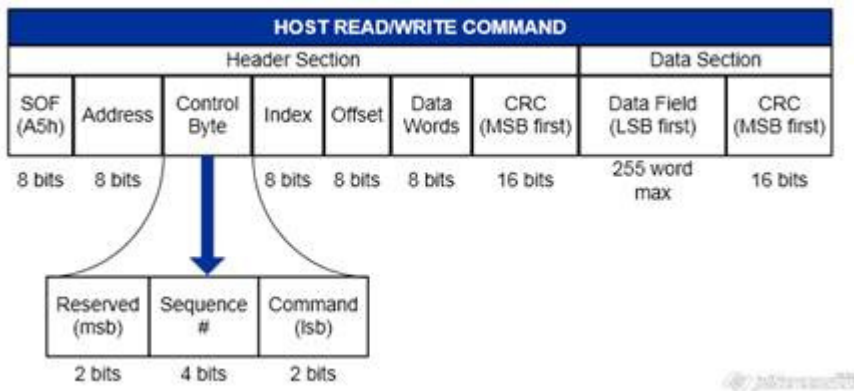 HOST READ/WRITE COMMAND
Header Section
Data Section
SOF
(A5h)
Address
Control
Byte
Index
Offset
Data
Words
CRC
(MSB first)
Data Field
(LSB first)
CRC
(MSB first)
8 bits
8 bits
8 bits
8 bits
8 bits
16 bits
255 word
max
16 bits
Reserved
(msb)
Sequence
#
Command
(lsb)
2 bits
4 bits
2 bits